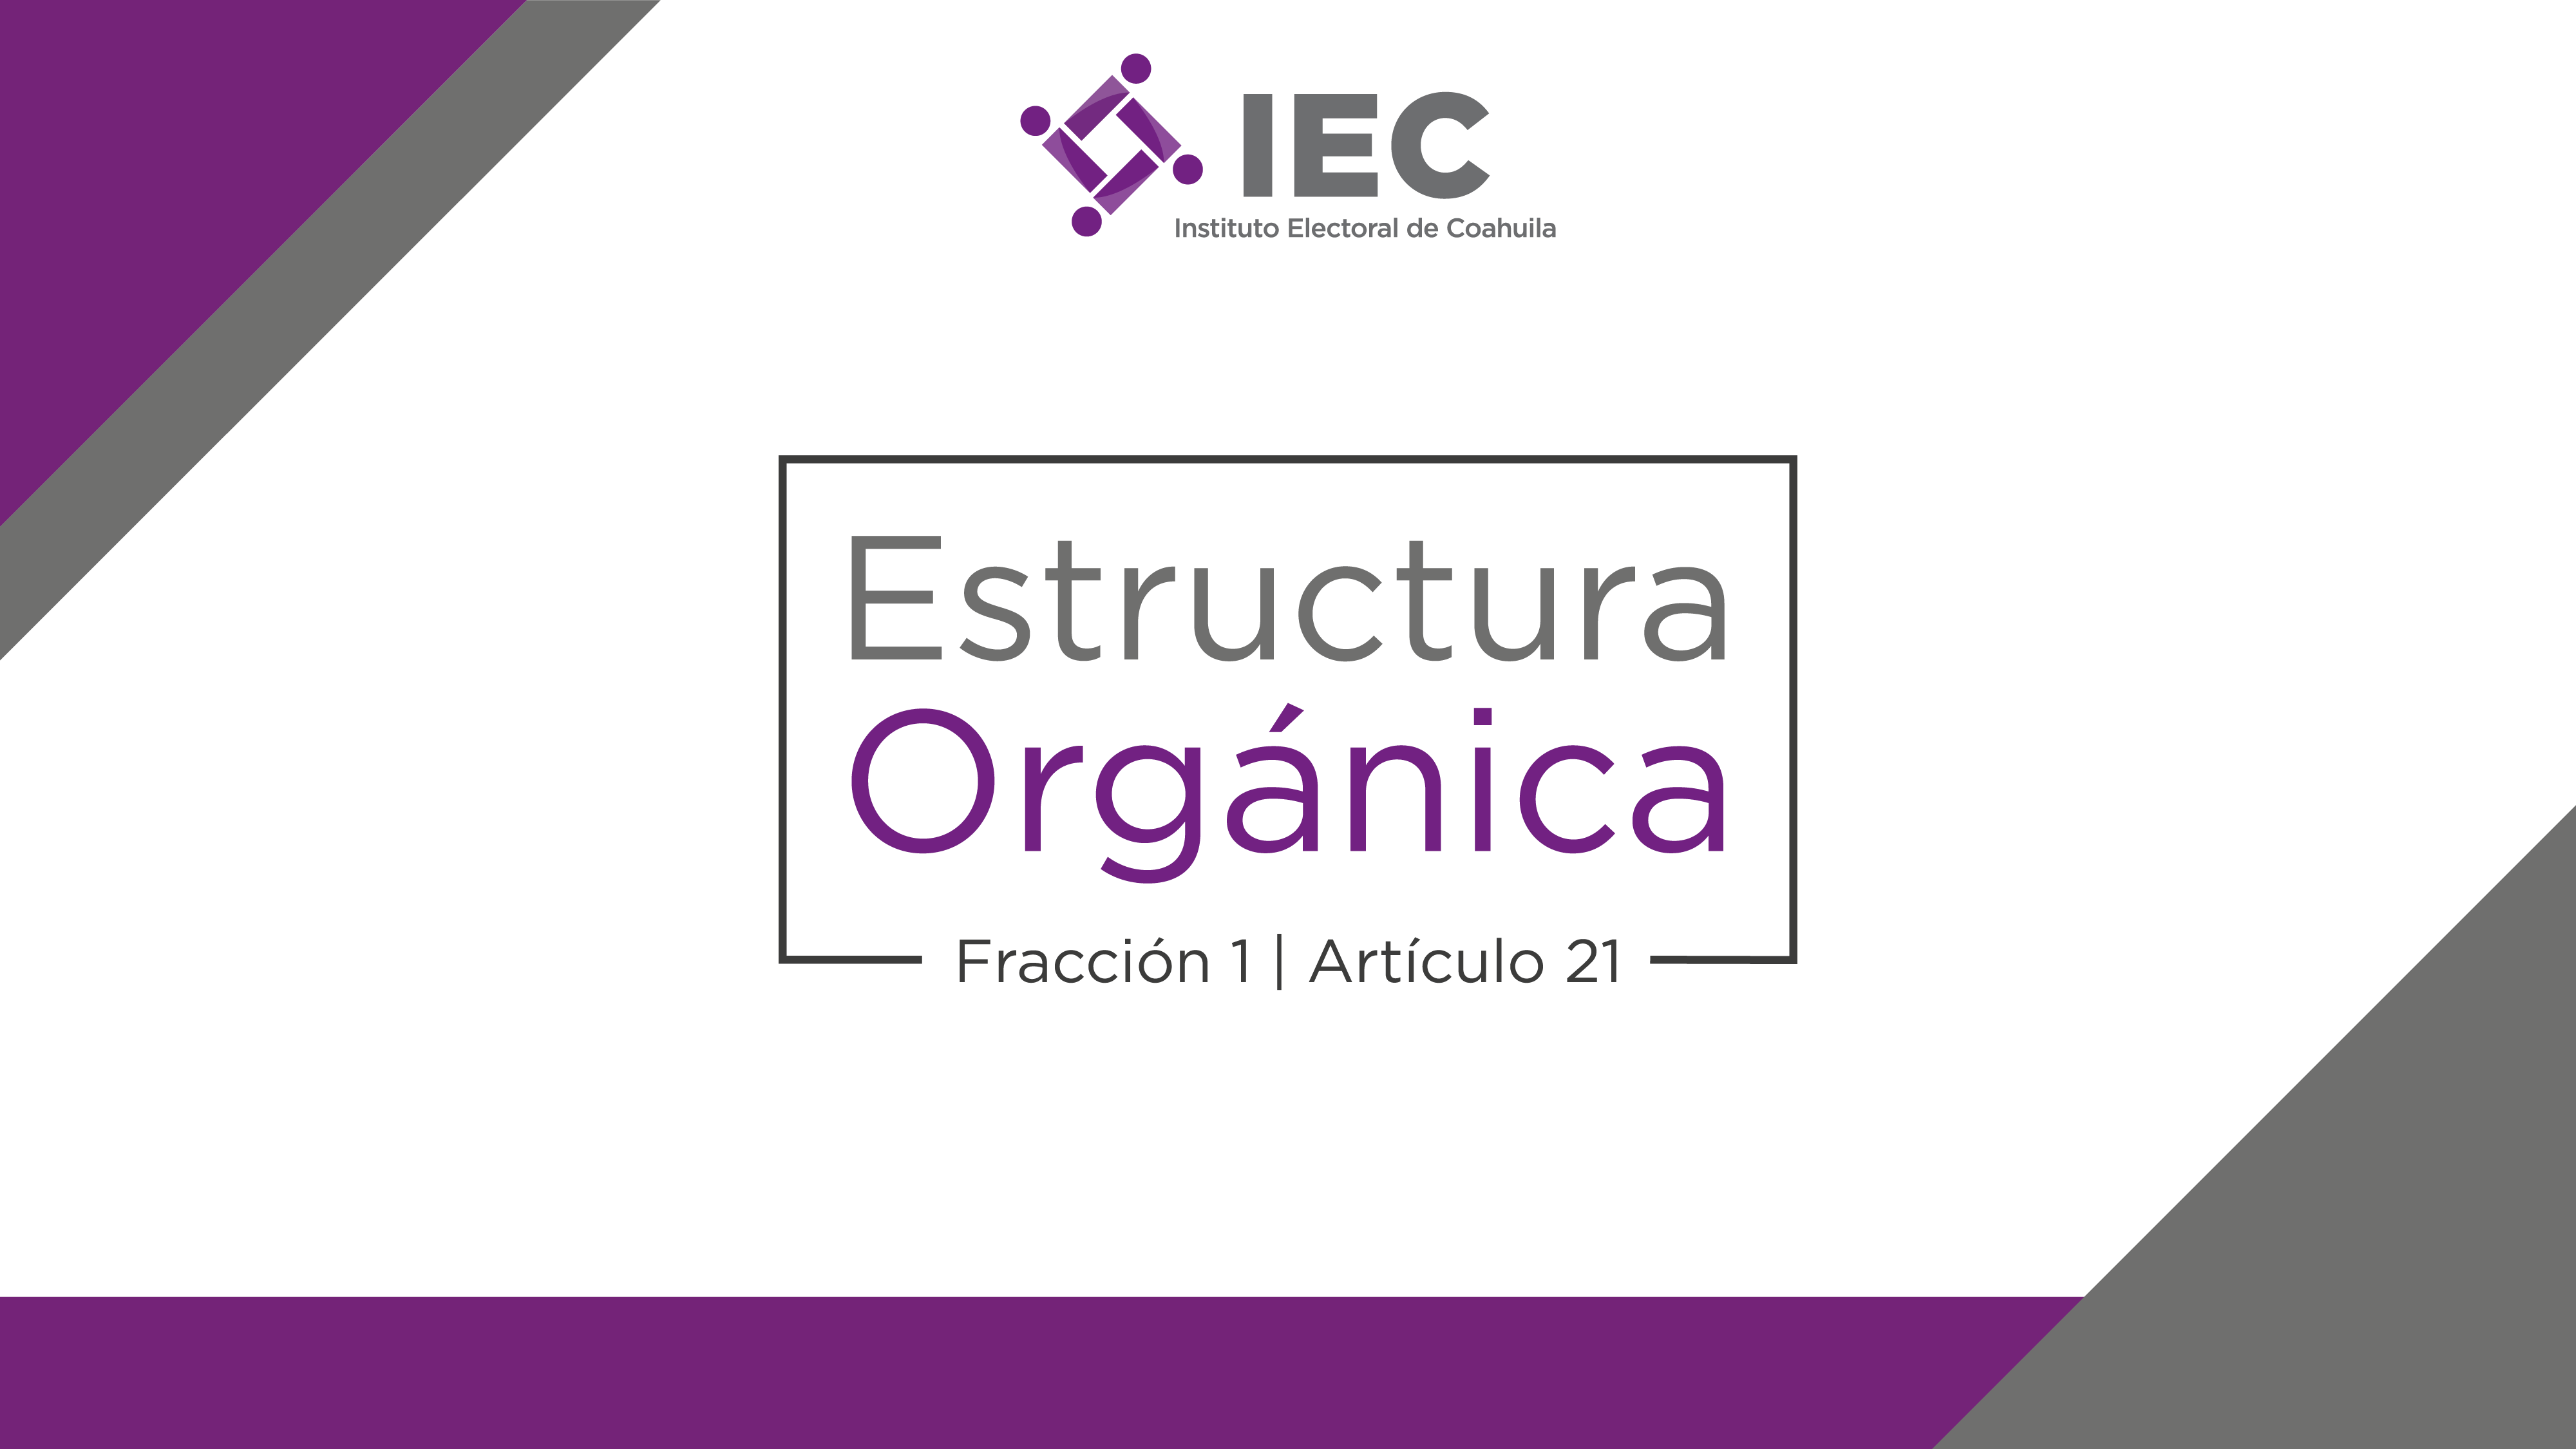 IEC
Instituto Electoral de Coahuila
Estructura
Orgánica
Fracción 1 | Artículo 21